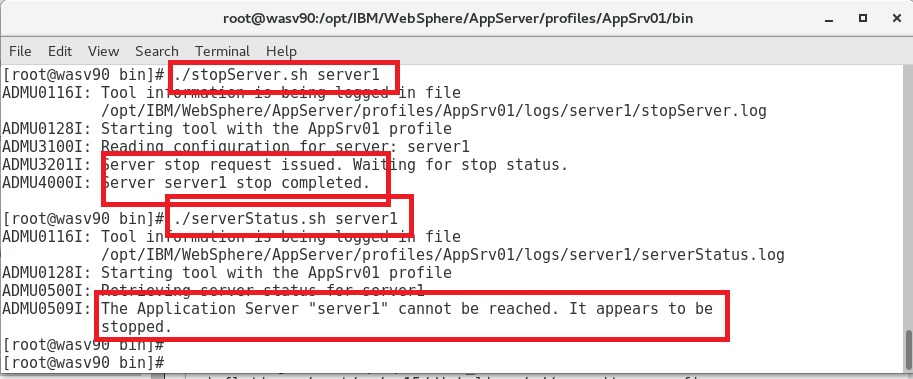 root@wasv90:/opt/IBM/WebSphere/AppServer/profiles/AppSrv01/bin
File Edit View Search Terminal Help
[root@wasv90 bin]# ./stopServer.sh server1
ADMU0116I: Tool information is being logged in file
/opt/IBM/WebSphere/AppServer/profiles/AppSrv01/logs/server1/stopServer.log
ADMU0128I: Starting tool with the AppSrv01 profile
ADMU3100I: Reading configuration for server: server1
ADMU3201I: Server stop request issued. Waiting for stop status.
ADMU4000I: Server server1 stop completed.
[root@wasv90 bin]# ./serverStatus.sh server1
ADMU0116I: Tool information is being logged in file
/opt/IBM/WebSphere/AppServer/profiles/AppSrv01/logs/server1/serverStatus.log
ADMU0128I: Starting tool with the AppSrv01 profile
ADMU0500I: Retrieving server status for server1
ADMU0509I: The Application Server "server1" cannot be reached. It appears to be
stopped.
[root@wasv90 bin]#
[root@wasv90 bin]#